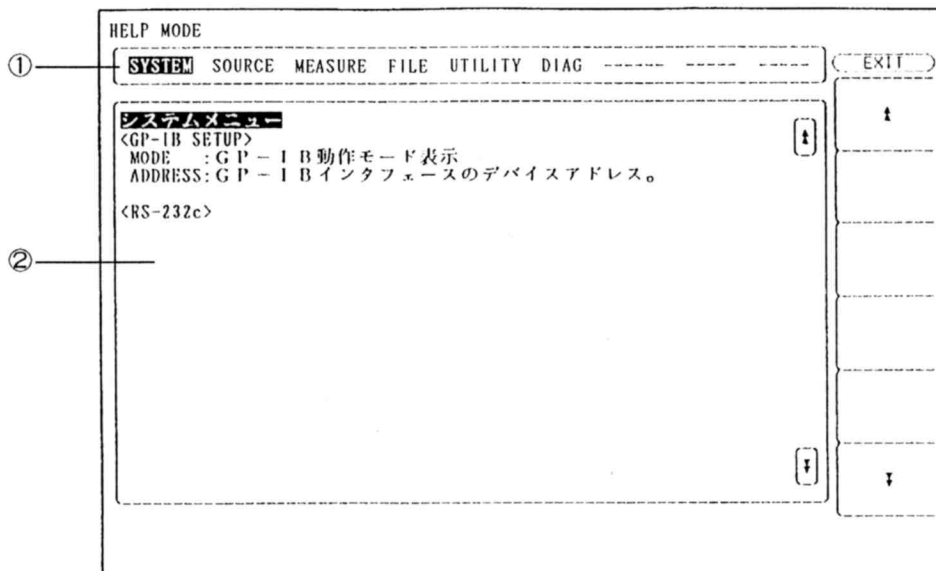 HELP MODE
① SYSTEM SOURCE MEASURE FILE UTILITY DIAG ------ ----- ----- EXIT
システムメニュー
<GP-IB SETUP>
MODE :GP-IB動作モード表示
ADDRESS:GP-IBインタフェースのデバイスアドレス。
<RS-232c>
②